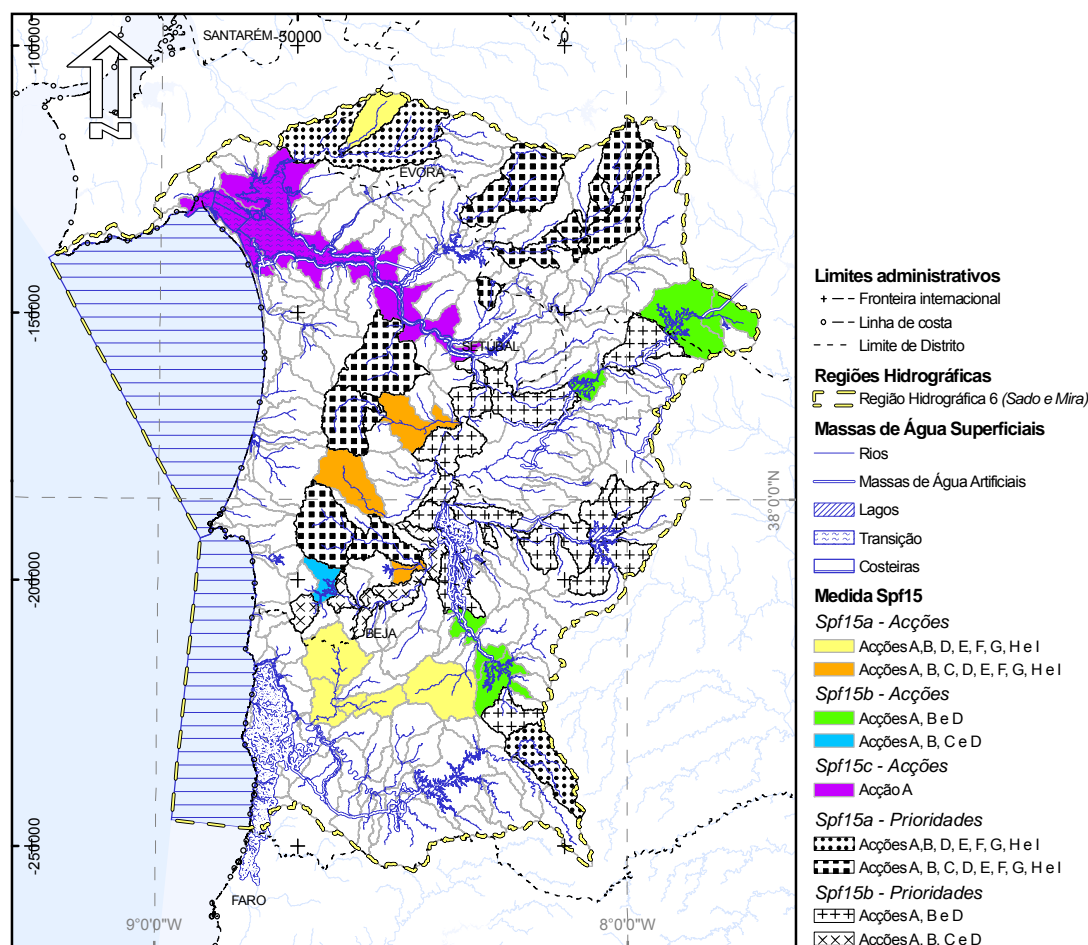 SANTARÉM
-50000
0
-100000
N
ÉVORA
-150000
SETÚBAL
38°0'0"N
-200000
BEJA
-250000
FARO
9°0'0"W
8°0'0"W
Limites administrativos
Fronteira internacional
Linha de costa
Limite de Distrito
Regiões Hidrográficas
Região Hidrográfica 6 (Sado e Mira)
Massas de Água Superficiais
Rios
Massas de Água Artificiais
Lagos
Transição
Costeiras
Medida Spf15
Spf15a - Acções
Acções A,B, D, E, F, G, H e I
Acções A, B, C, D, E, F, G, H e I
Spf15b - Acções
Acções A, B e D
Acções A, B, C e D
Spf15c - Acções
Acção A
Spf15a - Prioridades
Acções A,B, D, E, F, G, H e I
Acções A, B, C, D, E, F, G, H e I
Spf15b - Prioridades
Acções A, B e D
Acções A, B, C e D